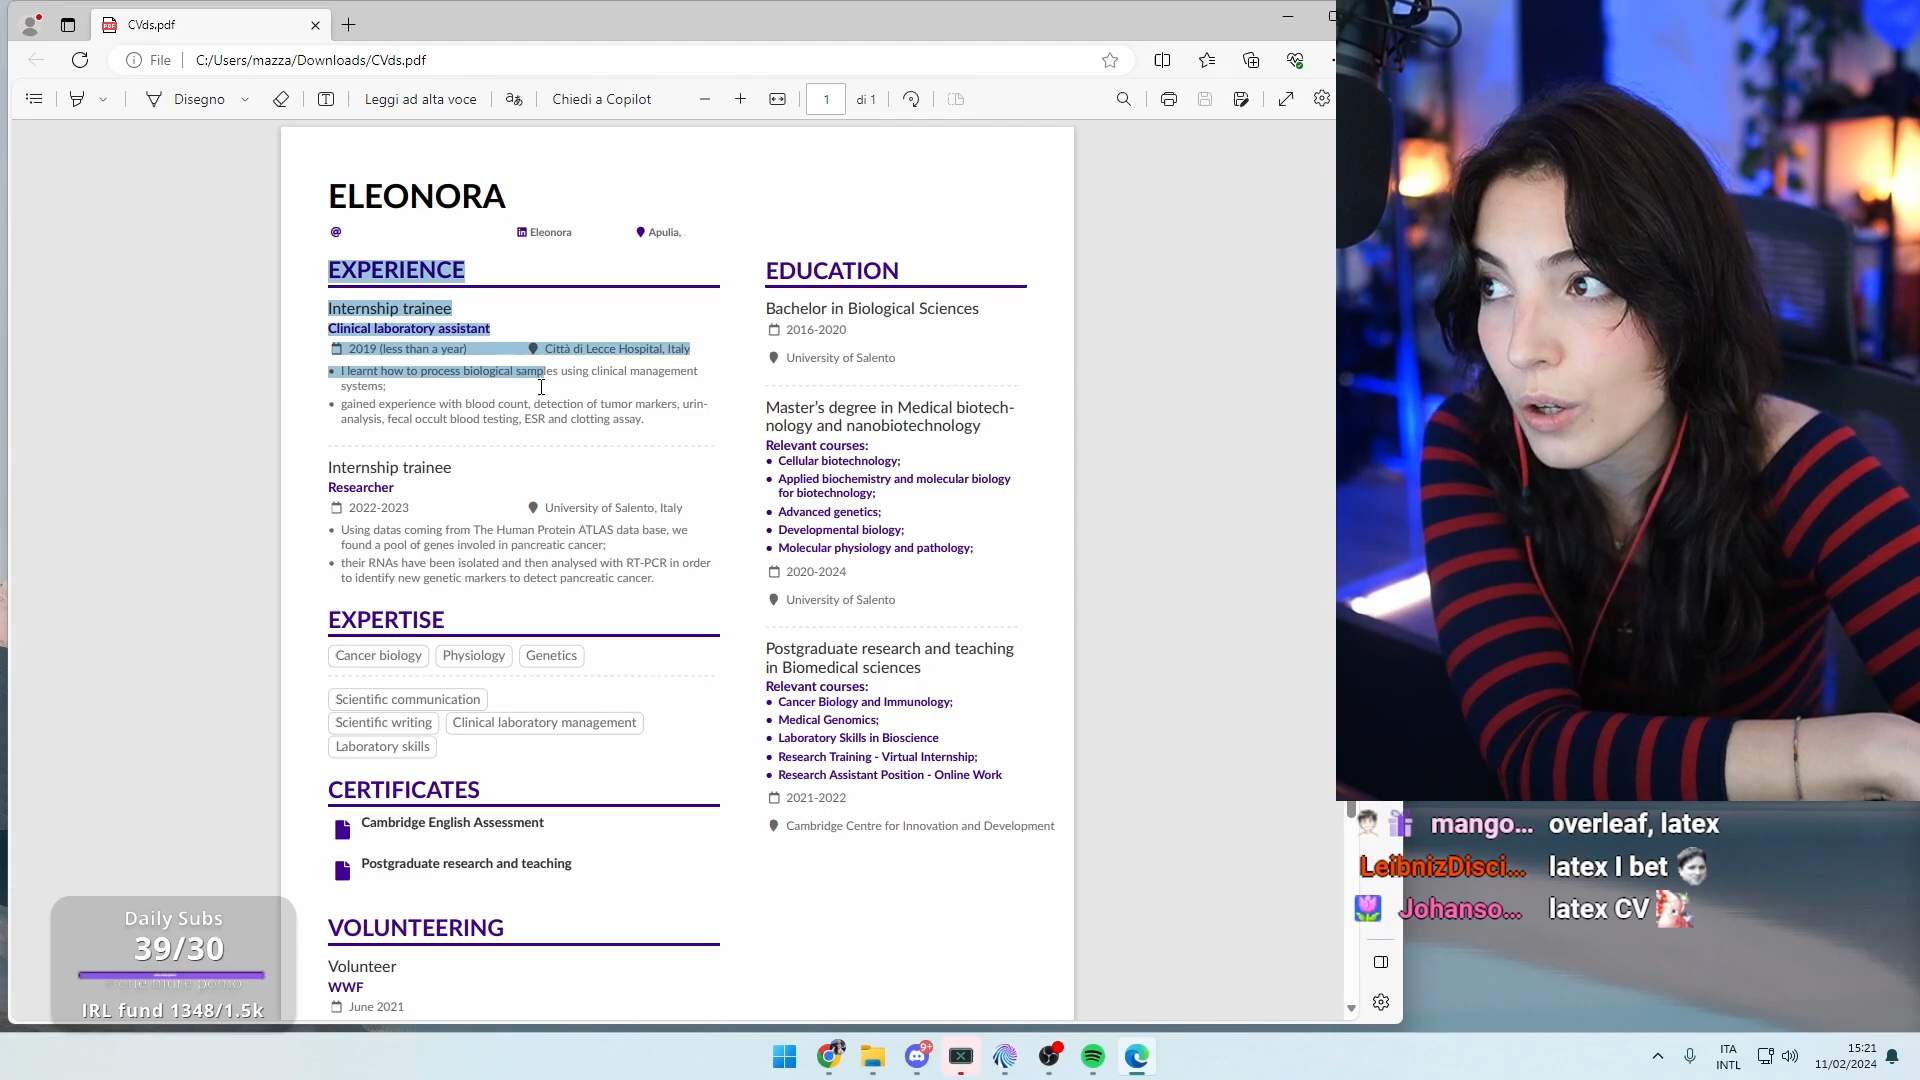 CVds.pdf
File C:/Users/mazza/Downloads/CVds.pdf
Disegno Leggi ad alta voce aあ Chiedi a Copilot 1 di 1
ELEONORA
@ Eleonora Apulia,
EXPERIENCE
Internship trainee
Clinical laboratory assistant
2019 (less than a year) Città di Lecce Hospital, Italy
• I learnt how to process biological samples using clinical management
systems;
• gained experience with blood count, detection of tumor markers, urin-
analysis, fecal occult blood testing, ESR and clotting assay.
Internship trainee
Researcher
2022-2023 University of Salento, Italy
• Using datas coming from The Human Protein ATLAS data base, we
found a pool of genes involed in pancreatic cancer;
• their RNAs have been isolated and then analysed with RT-PCR in order
to identify new genetic markers to detect pancreatic cancer.
EXPERTISE
Cancer biology Physiology Genetics
Scientific communication
Scientific writing Clinical laboratory management
Laboratory skills
CERTIFICATES
Cambridge English Assessment
Postgraduate research and teaching
VOLUNTEERING
Volunteer
WWF
June 2021
EDUCATION
Bachelor in Biological Sciences
2016-2020
University of Salento
Master's degree in Medical biotech-
nology and nanobiotechnology
Relevant courses:
• Cellular biotechnology;
• Applied biochemistry and molecular biology
for biotechnology;
• Advanced genetics;
• Developmental biology;
• Molecular physiology and pathology;
2020-2024
University of Salento
Postgraduate research and teaching
in Biomedical sciences
Relevant courses:
• Cancer Biology and Immunology;
• Medical Genomics;
• Laboratory Skills in Bioscience
• Research Training - Virtual Internship;
• Research Assistant Position - Online Work
2021-2022
Cambridge Centre for Innovation and Development
mango... overleaf, latex
LeibnizDisci... latex I bet
Johanso... latex CV
Daily Subs
39/30
IRL fund 1348/1.5k
9+
ITA
INTL
15:21
11/02/2024